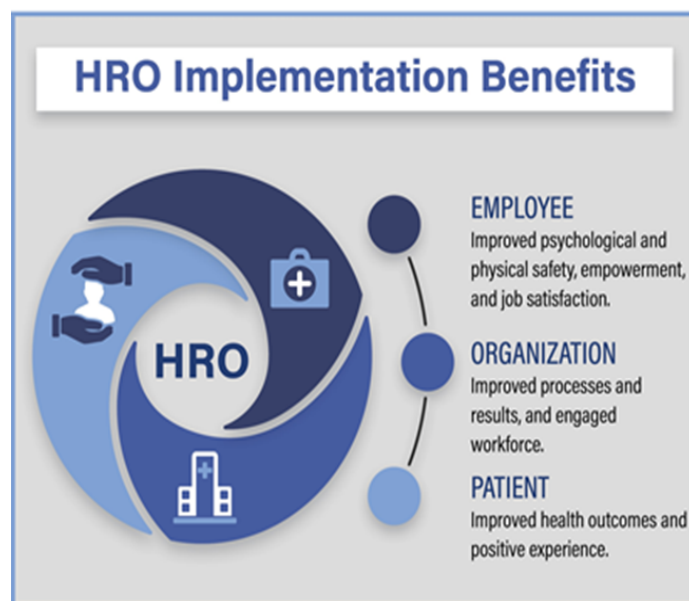 HRO Implementation Benefits
HRO
EMPLOYEE
Improved psychological and
physical safety, empowerment,
and job satisfaction.
ORGANIZATION
Improved processes and
results, and engaged
workforce.
PATIENT
Improved health outcomes and
positive experience.